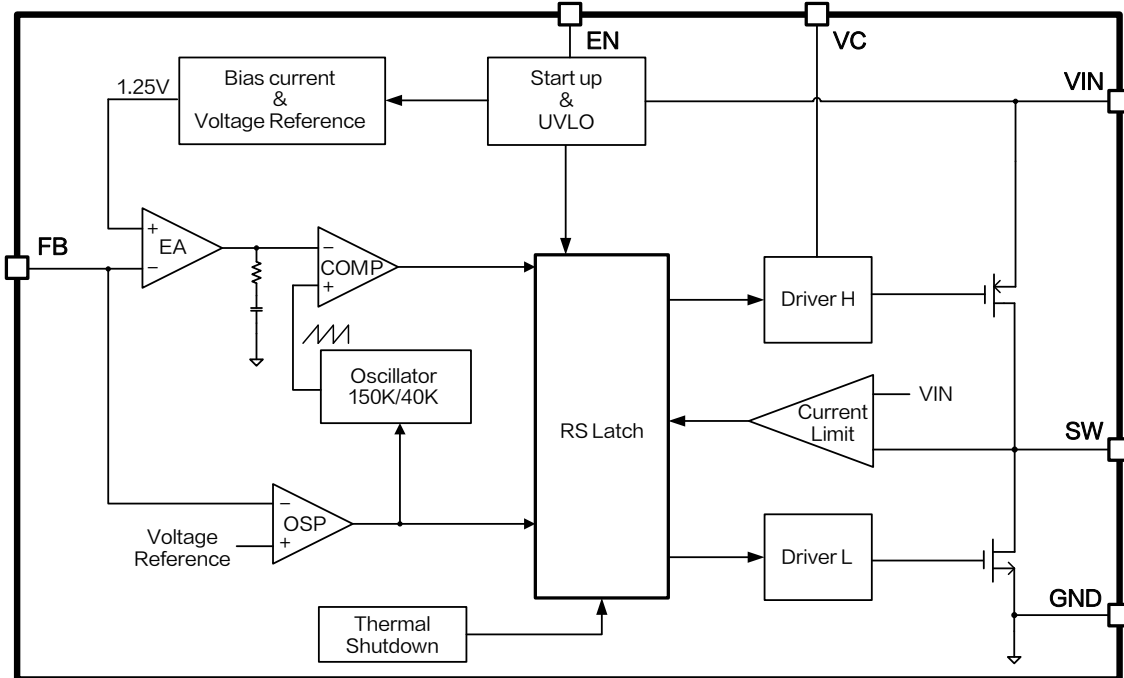 EN
VC
VIN
1.25V
Bias current
&
Voltage Reference
Start up
&
UVLO
FB
+
EA
−
−
COMP
+
Driver H
Oscillator
150K/40K
RS Latch
Current
Limit
VIN
SW
−
OSP
+
Voltage
Reference
Driver L
Thermal
Shutdown
GND